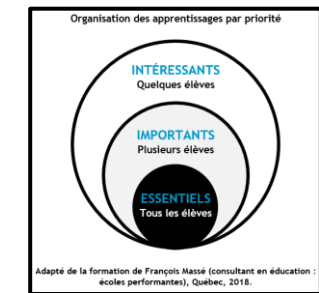 Organisation des apprentissages par priorité
INTÉRESSANTS
Quelques élèves
IMPORTANTS
Plusieurs élèves
ESSENTIELS
Tous les élèves
Adapté de la formation de François Massé (consultant en éducation :
écoles performantes), Québec, 2018.